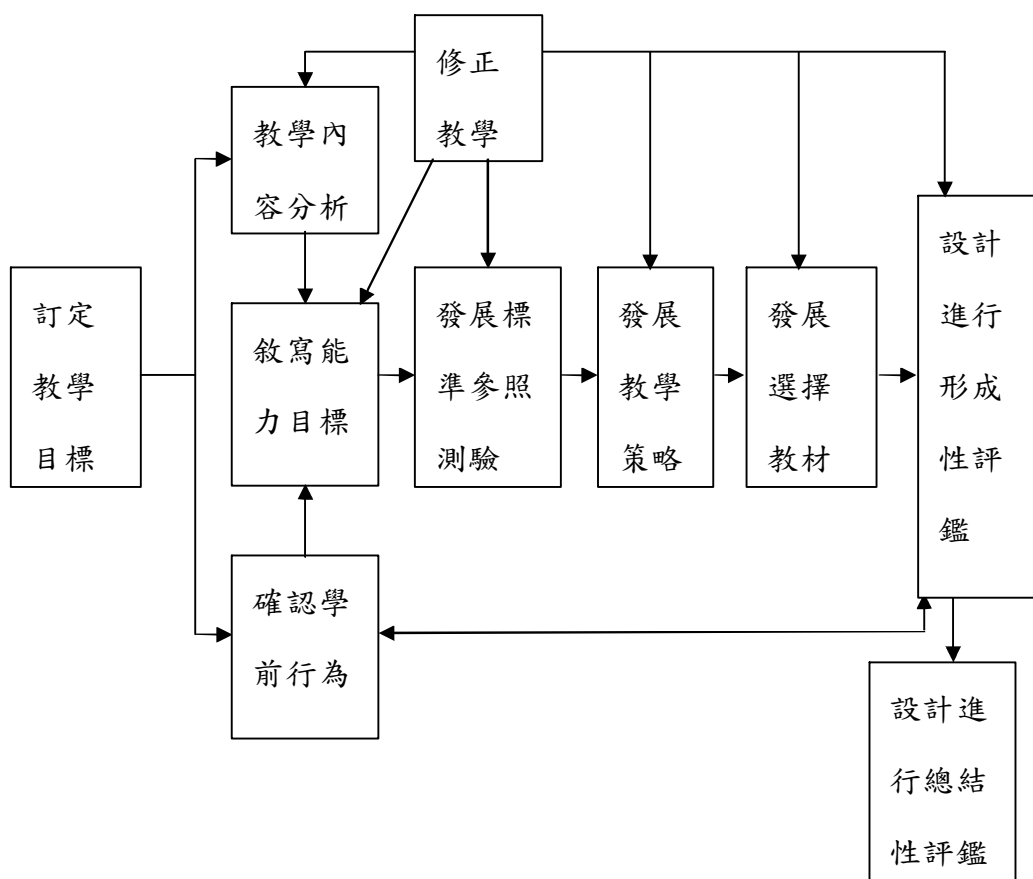 修正
教學
教學內
容分析
訂定
教學
目標
敘寫能
力目標
發展標
準參照
測驗
發展
教學
策略
發展
選擇
教材
設計
進行
形成
性評
鑑
確認學
前行為
設計進
行總結
性評鑑